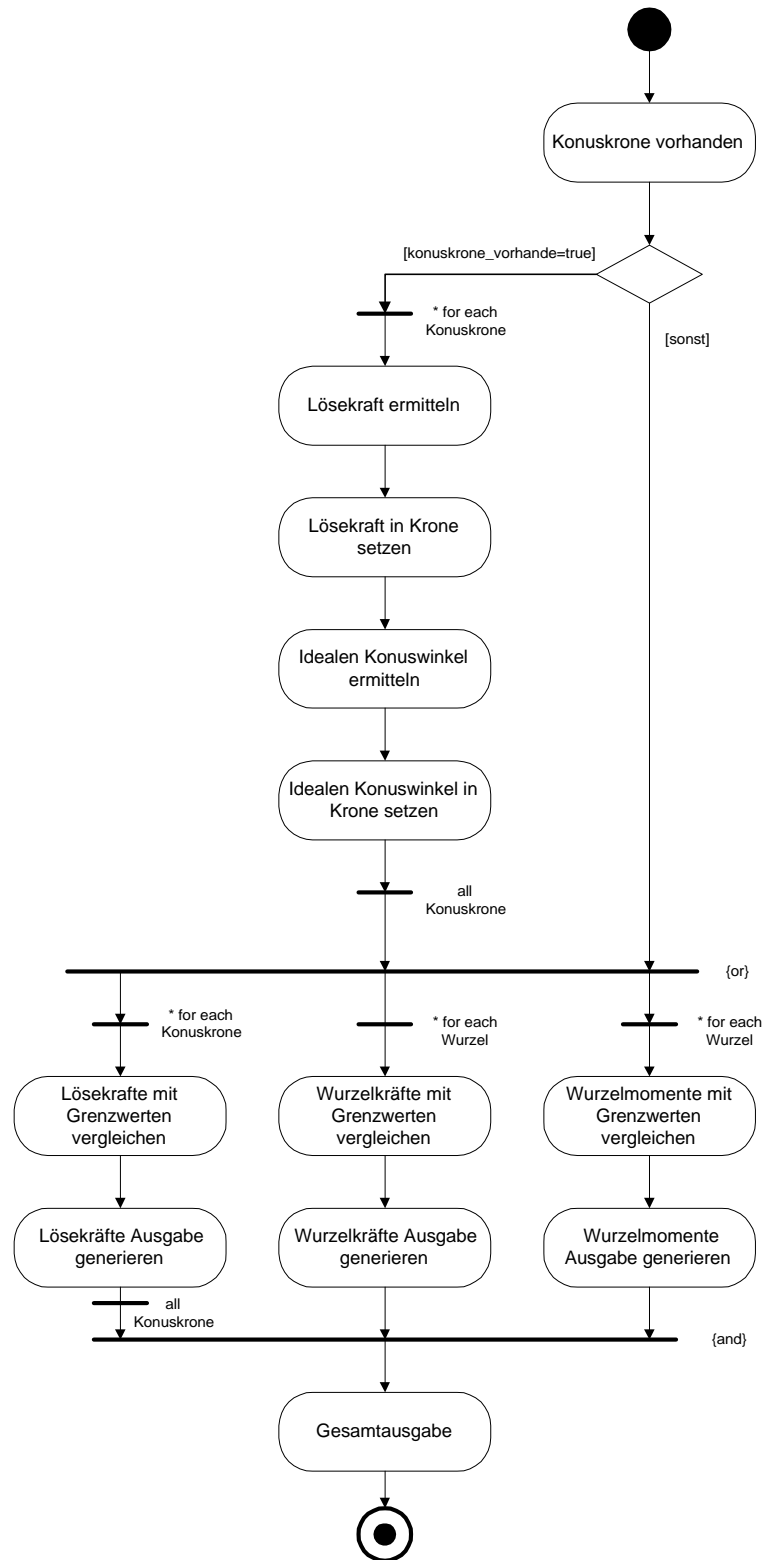 Konuskrone vorhanden
[konuskrone_vorhande=true]
* for each
Konuskrone
[sonst]
Lösekraft ermitteln
Lösekraft in Krone
setzen
Idealen Konuswinkel
ermitteln
Idealen Konuswinkel in
Krone setzen
all
Konuskrone
{or}
* for each
Konuskrone
* for each
Wurzel
* for each
Wurzel
Lösekrafte mit
Grenzwerten
vergleichen
Wurzelkräfte mit
Grenzwerten
vergleichen
Wurzelmomente mit
Grenzwerten
vergleichen
Lösekräfte Ausgabe
generieren
Wurzelkräfte Ausgabe
generieren
Wurzelmomente
Ausgabe generieren
all
Konuskrone
{and}
Gesamtausgabe